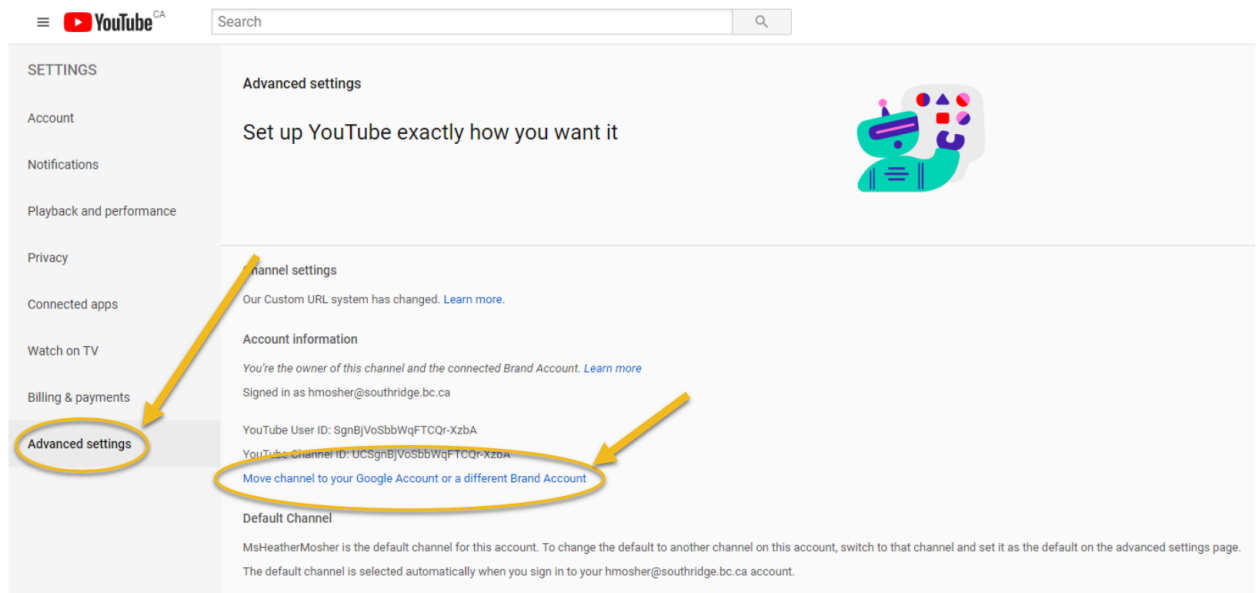 YouTube CA
Search
SETTINGS
Account
Notifications
Playback and performance
Privacy
Connected apps
Watch on TV
Billing & payments
Advanced settings
Advanced settings
Set up YouTube exactly how you want it
Channel settings
Our Custom URL system has changed. Learn more.
Account information
You're the owner of this channel and the connected Brand Account. Learn more
Signed in as hmosher@southridge.bc.ca
YouTube User ID: SgnBjVoSbbWqFTCQr-XzbA
YouTube Channel ID: UCSgnBjVoSbbWqFTCQr-XzbA
Move channel to your Google Account or a different Brand Account
Default Channel
MsHeatherMosher is the default channel for this account. To change the default to another channel on this account, switch to that channel and set it as the default on the advanced settings page.
The default channel is selected automatically when you sign in to your hmosher@southridge.bc.ca account.